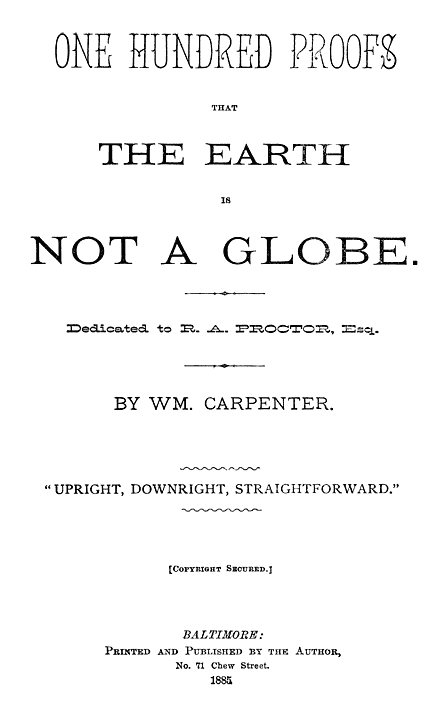 ONE HUNDRED PROOFS
THAT
THE EARTH
IS
NOT A GLOBE.
Dedicated to R. A. PROCTOR, Esq.
BY WM. CARPENTER.
"UPRIGHT, DOWNRIGHT, STRAIGHTFORWARD."
[COPYRIGHT SECURED.]
BALTIMORE:
PRINTED AND PUBLISHED BY THE AUTHOR,
No. 71 Chew Street.
1885